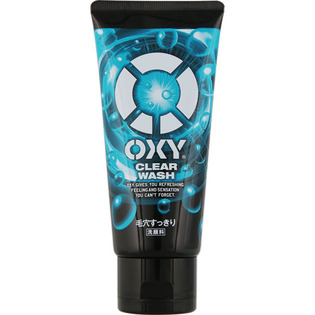 OXY
CLEAR
WASH
OXY GIVES YOU REFRESHING
FEELING AND SENSATION
YOU CAN'T FORGET.
毛穴すっきり
洗顔料